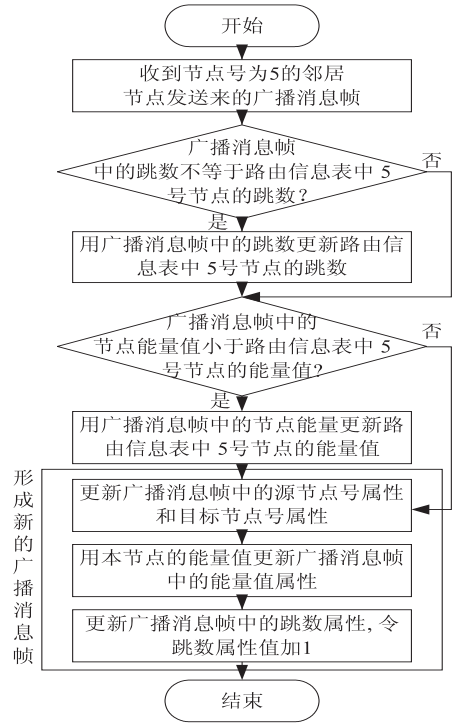 开始
收到节点号为5的邻居
节点发送来的广播消息帧
广播消息帧
中的跳数不等于路由信息表中 5
号节点的跳数?
否
是
用广播消息帧中的跳数更新路由信
息表中 5号节点的跳数
广播消息帧中的
节点能量值小于路由信息表中 5
号节点的能量值?
否
是
用广播消息帧中的节点能量更新路
由信息表中 5号节点的能量值
形成新的广播消息帧
更新广播消息帧中的源节点号属性
和目标节点号属性
用本节点的能量值更新广播消息帧
中的能量值属性
更新广播消息帧中的跳数属性, 令
跳数属性值加1
结束